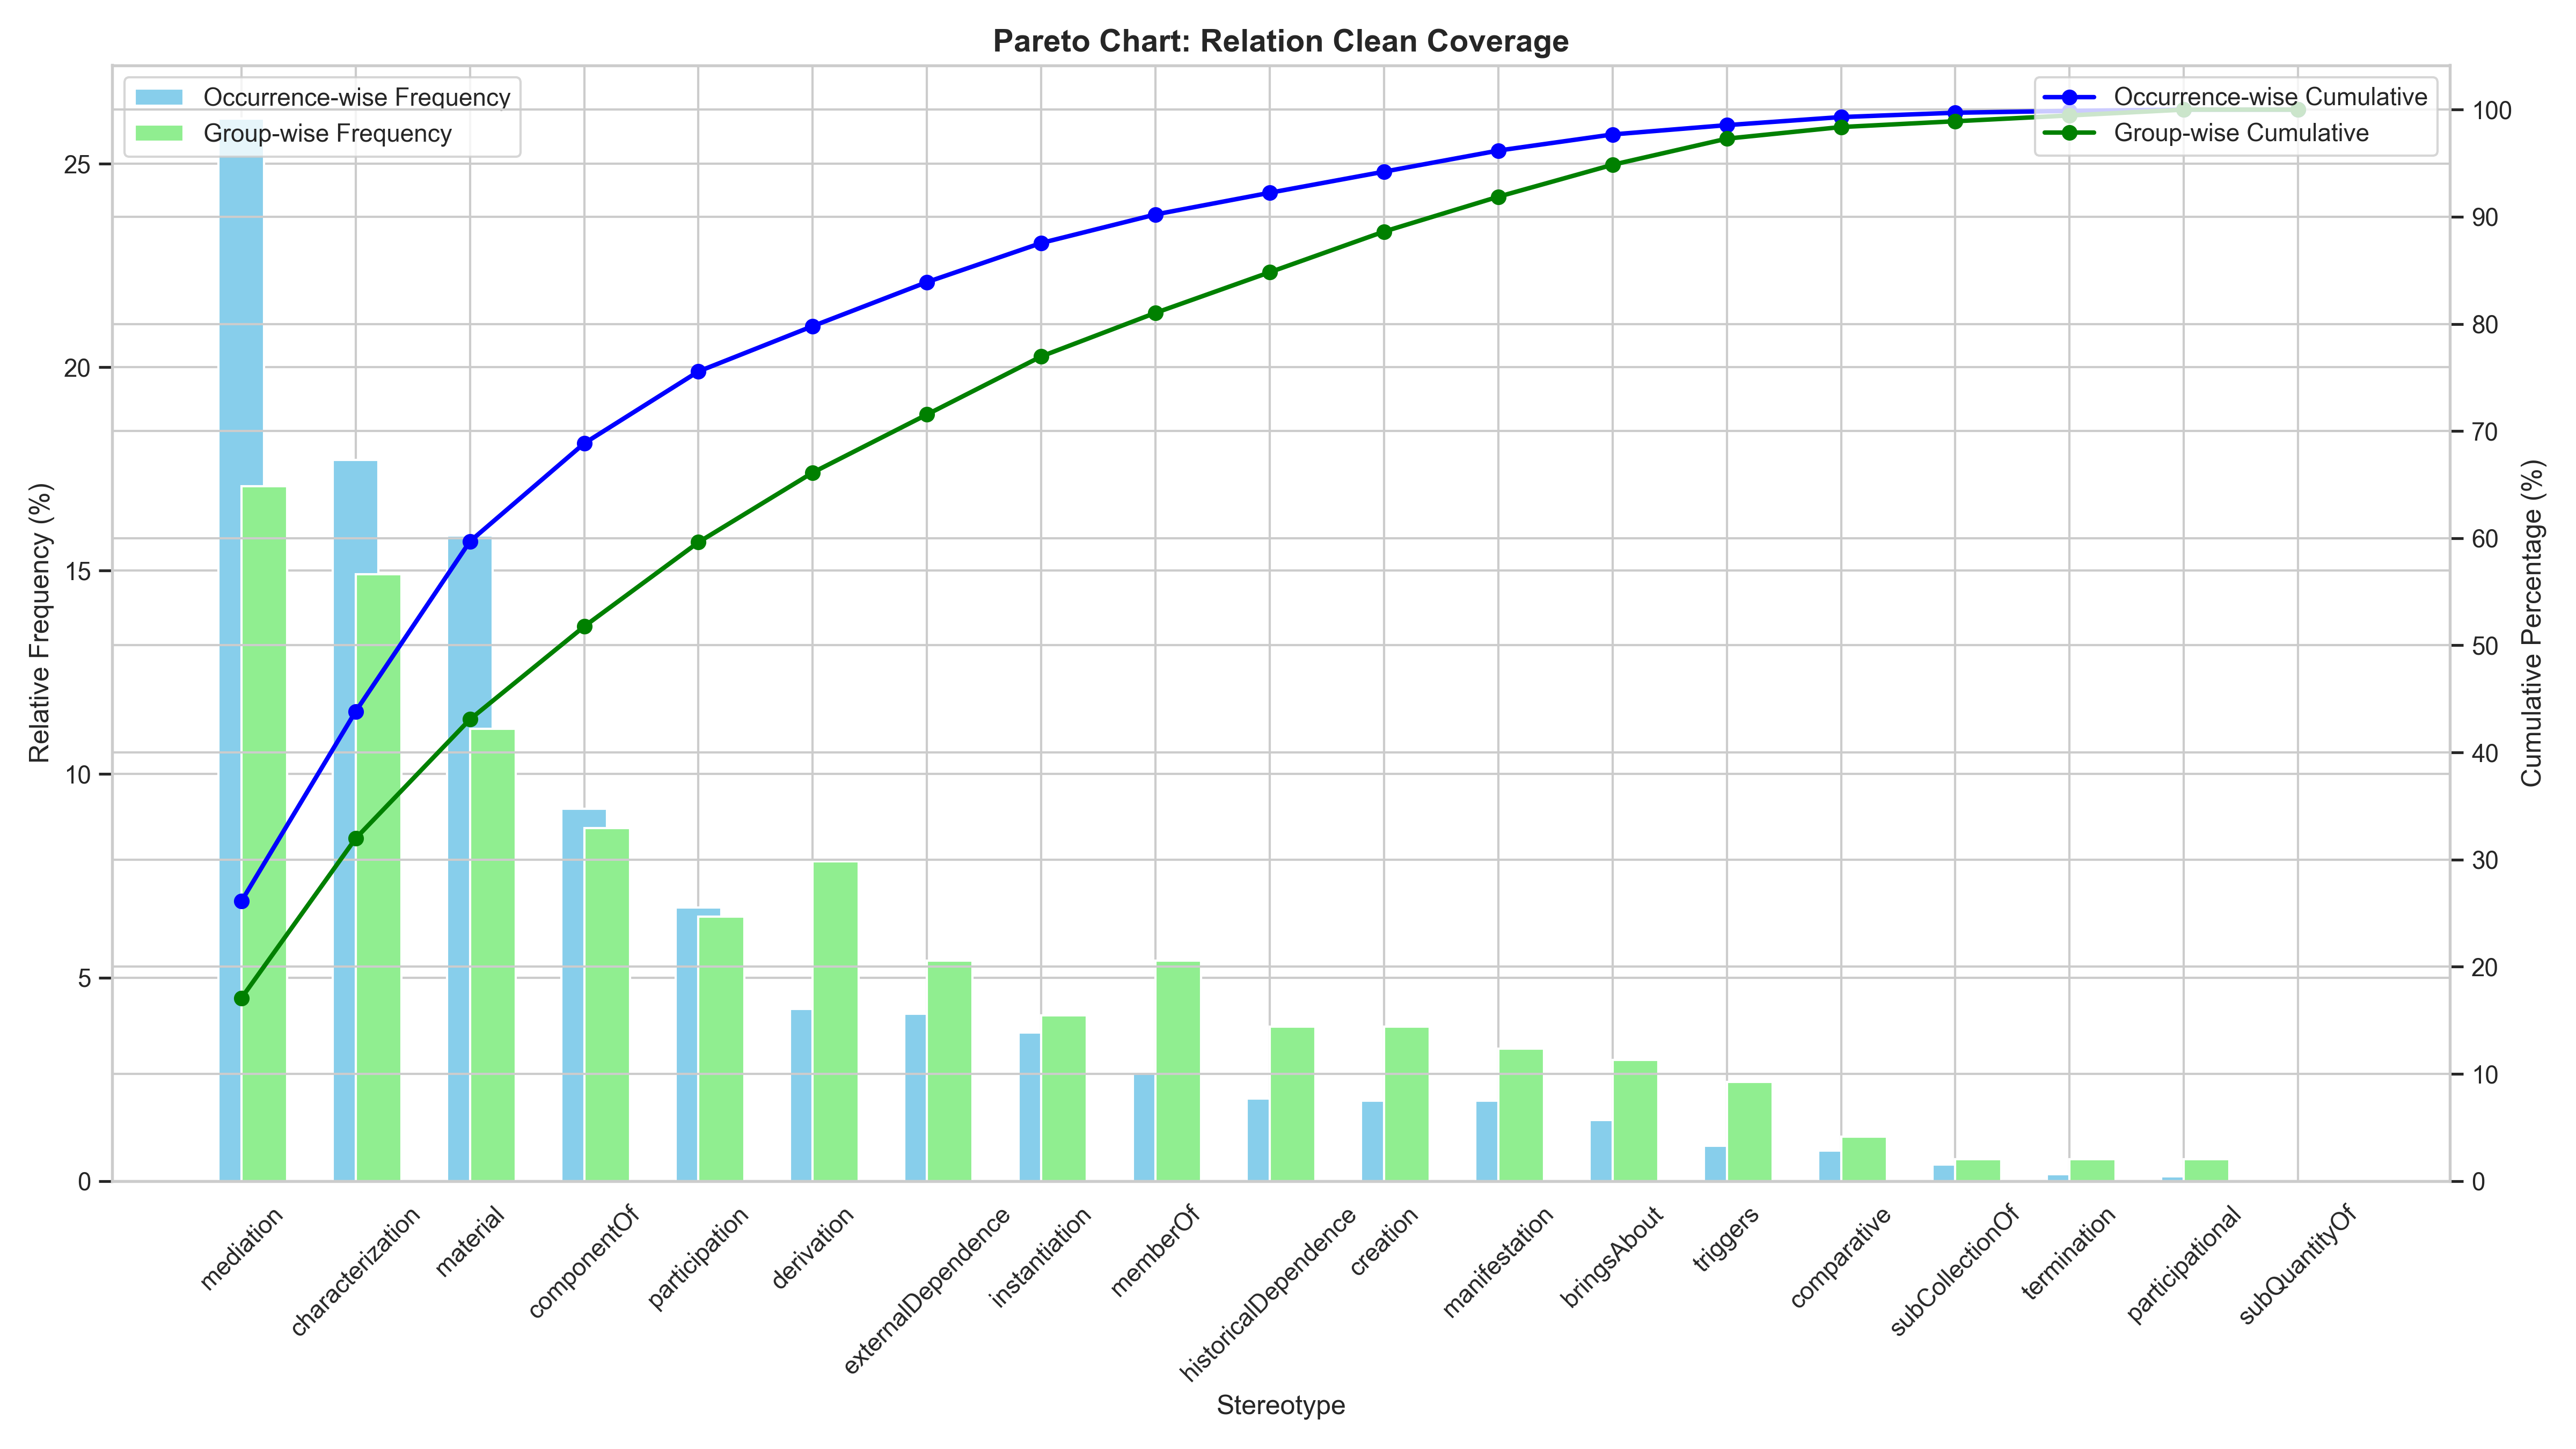 Pareto Chart: Relation Clean Coverage
Occurrence-wise Frequency
Group-wise Frequency
Occurrence-wise Cumulative
Group-wise Cumulative
Relative Frequency (%)
25
20
15
10
5
0
Cumulative Percentage (%)
100
90
80
70
60
50
40
30
20
10
0
mediation
characterization
material
componentOf
participation
derivation
externalDependence
instantiation
memberOf
historicalDependence
creation
manifestation
bringsAbout
triggers
comparative
subCollectionOf
termination
participational
subQuantityOf
Stereotype